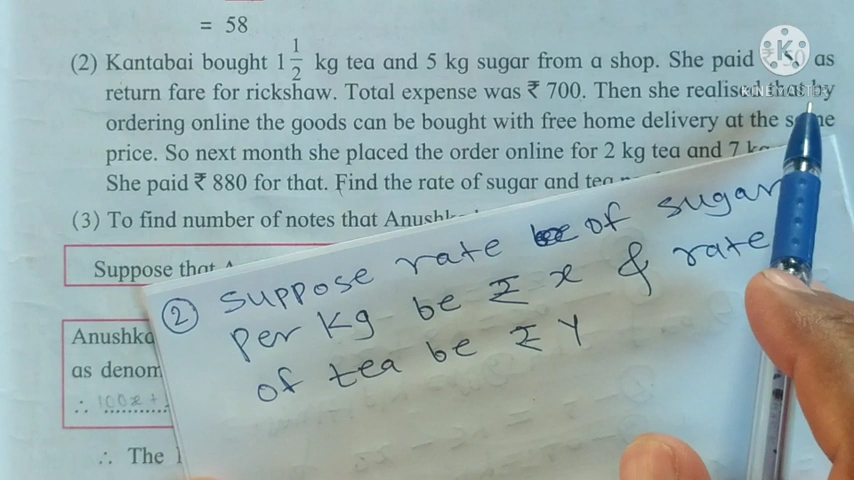 = 58
(2) Kantabai bought 1 1/2 kg tea and 5 kg sugar from a shop. She paid ₹ 50 as
return fare for rickshaw. Total expense was ₹ 700. Then she realised that by
ordering online the goods can be bought with free home delivery at the same
price. So next month she placed the order online for 2 kg tea and 7 kg
She paid ₹ 880 for that. Find the rate of sugar and tea
(3) To find number of notes that
Suppose that
Anushka
as denom
∴ 100x +
∴ The
② Suppose rate of sugar
per kg be ₹ x & rate
of tea be ₹ y
KINEMASTER